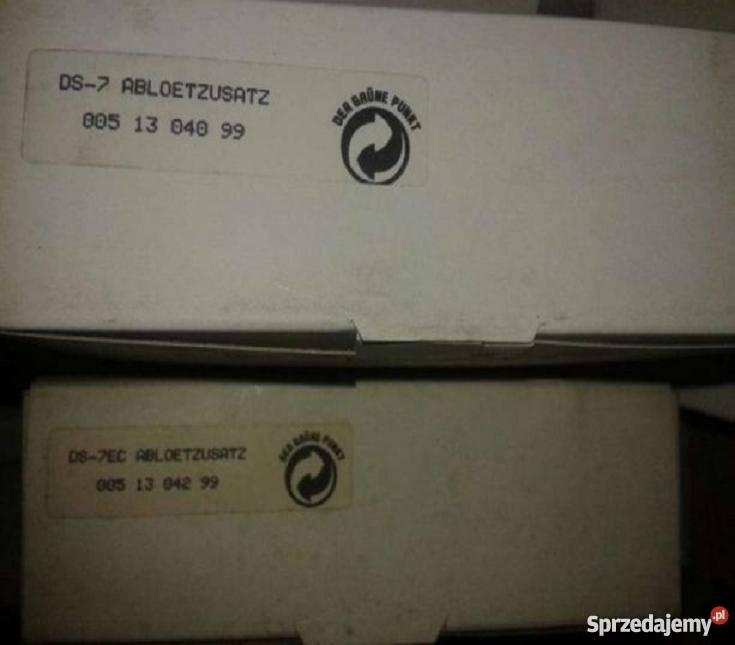 DS-7 ABLOETZUSATZ
005 13 040 99
DER GRÜNE PUNKT
DS-7EC ABLOETZUSATZ
005 13 042 99
DER GRÜNE PUNKT
Sprzedajemy.pl